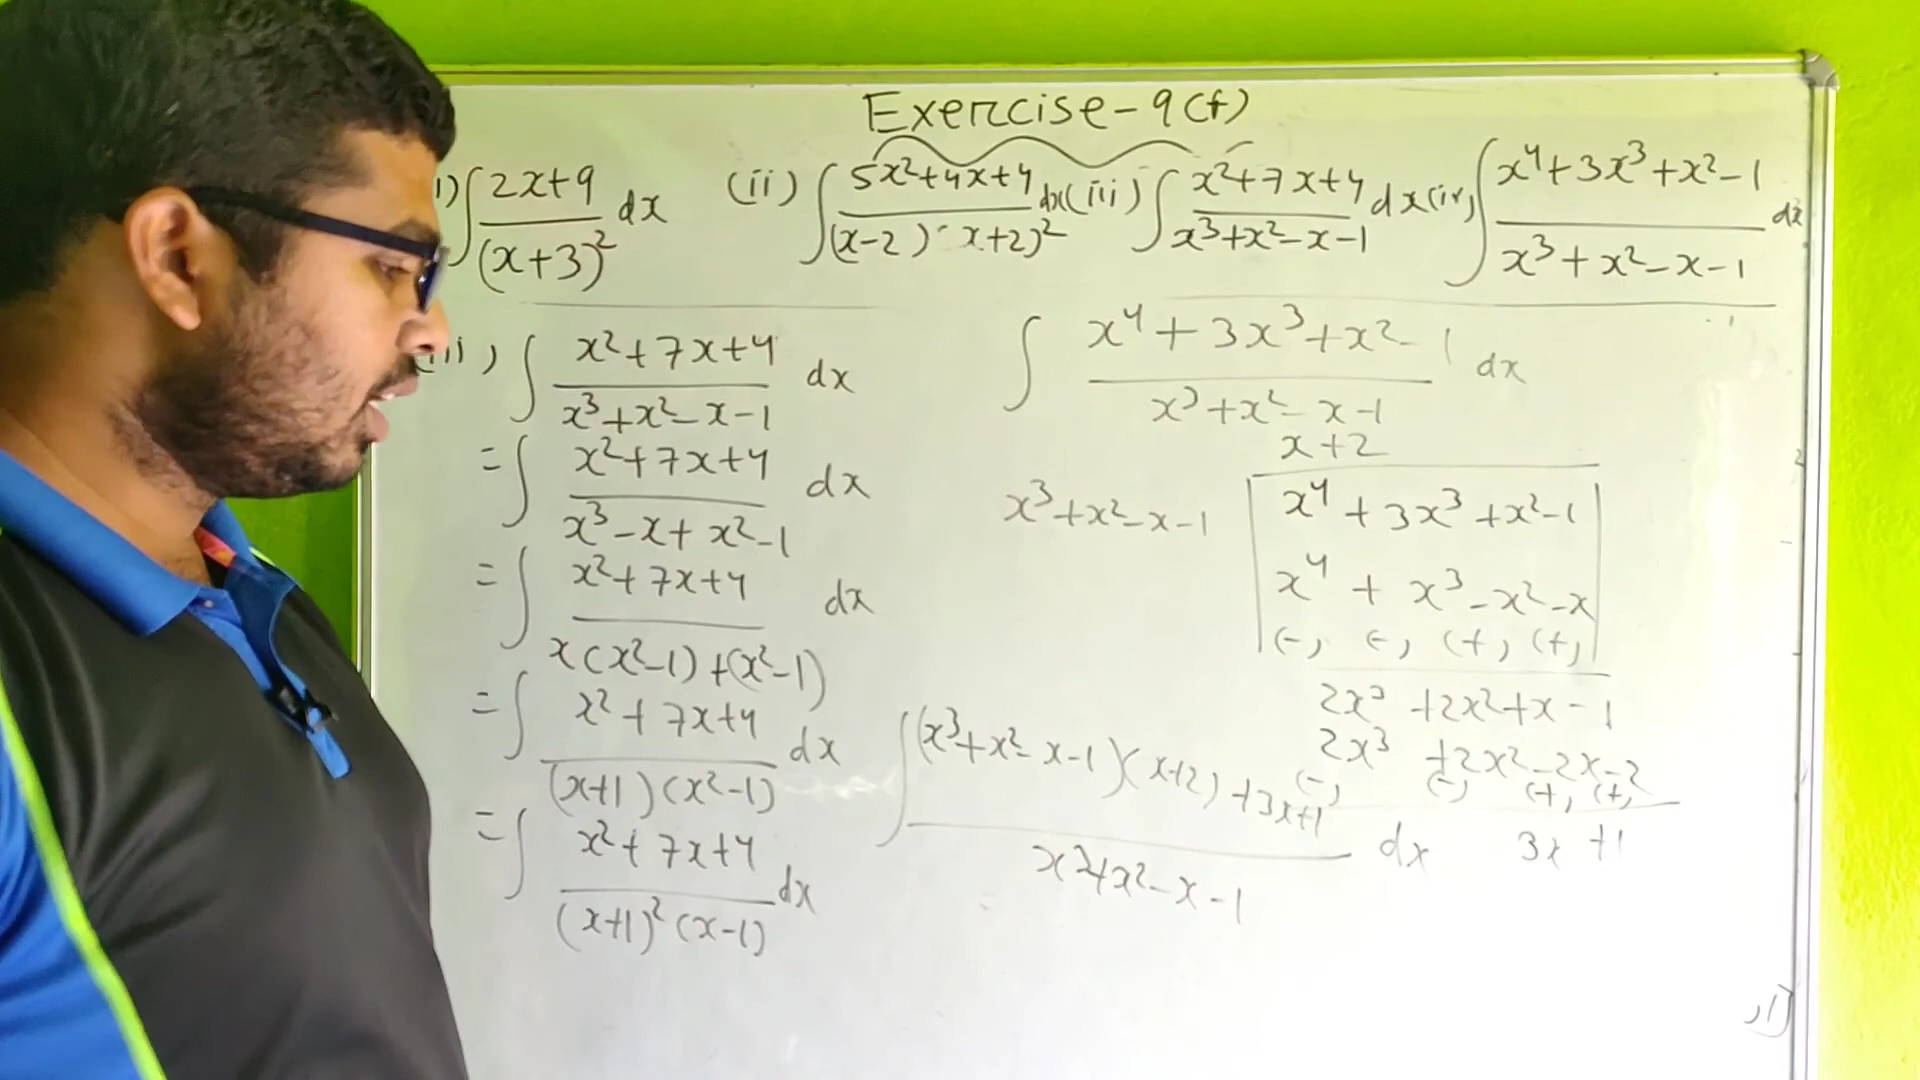 Exercise-9(f)
i) ∫ 2x+9 / (x+3)² dx (ii) ∫ 5x²+4x+4 / (x-2)(x+2)² dx (iii) ∫ x²+7x+4 / x³+x²-x-1 dx (iv) ∫ x⁴+3x³+x²-1 / x³+x²-x-1 dx
(iii) ∫ x²+7x+4 / x³+x²-x-1 dx
= ∫ x²+7x+4 / x³-x+x²-1 dx
= ∫ x²+7x+4 / x(x²-1)+(x²-1) dx
= ∫ x²+7x+4 / (x+1)(x²-1) dx
= ∫ x²+7x+4 / (x+1)²(x-1) dx
∫ x⁴+3x³+x²-1 / x³+x²-x-1 dx
x+2
x³+x²-x-1 | x⁴+3x³+x²-1
x⁴+x³-x²-x
(-) (-) (+) (+)
2x³+2x²+x-1
2x³+2x²-2x-2
(-) (-) (+) (+)
3x+1
∫ (x³+x²-x-1)(x+2)+3x+1 / x³+x²-x-1 dx